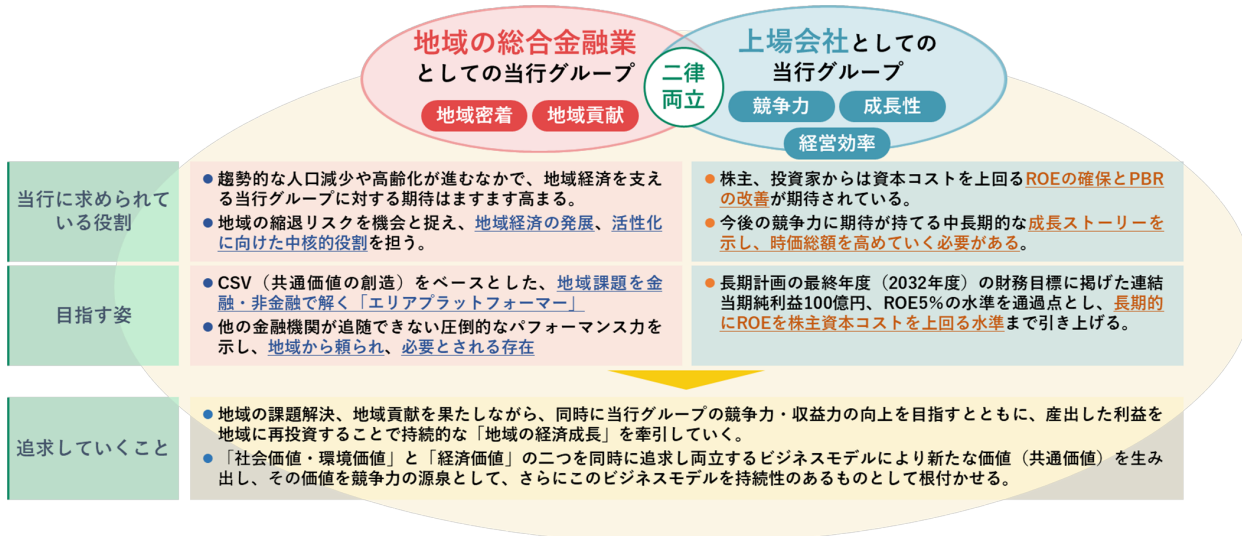 地域の総合金融業
としての当行グループ
地域密着
地域貢献
二律
両立
上場会社としての
当行グループ
競争力
成長性
経営効率
当行に求められて
いる役割
●趨勢的な人口減少や高齢化が進むなかで、地域経済を支え
る当行グループに対する期待はますます高まる。
●地域の縮退リスクを機会と捉え、地域経済の発展、活性化
に向けた中核的役割を担う。
●株主、投資家からは資本コストを上回るROEの確保とPBR
の改善が期待されている。
●今後の競争力に期待が持てる中長期的な成長ストーリーを
示し、時価総額を高めていく必要がある。
目指す姿
●CSV（共通価値の創造）をベースとした、地域課題を金
融・非金融で解く「エリアプラットフォーマー」
●他の金融機関が追随できない圧倒的なパフォーマンス力を
示し、地域から頼られ、必要とされる存在
●長期計画の最終年度（2032年度）の財務目標に掲げた連結
当期純利益100億円、ROE5%の水準を通過点とし、長期的
にROEを株主資本コストを上回る水準まで引き上げる。
追求していくこと
●地域の課題解決、地域貢献を果たしながら、同時に当行グループの競争力・収益力の向上を目指すとともに、産出した利益を
地域に再投資することで持続的な「地域の経済成長」を牽引していく。
●「社会価値・環境価値」と「経済価値」の二つを同時に追求し両立するビジネスモデルにより新たな価値（共通価値）を生み
出し、その価値を競争力の源泉として、さらにこのビジネスモデルを持続性のあるものとして根付かせる。